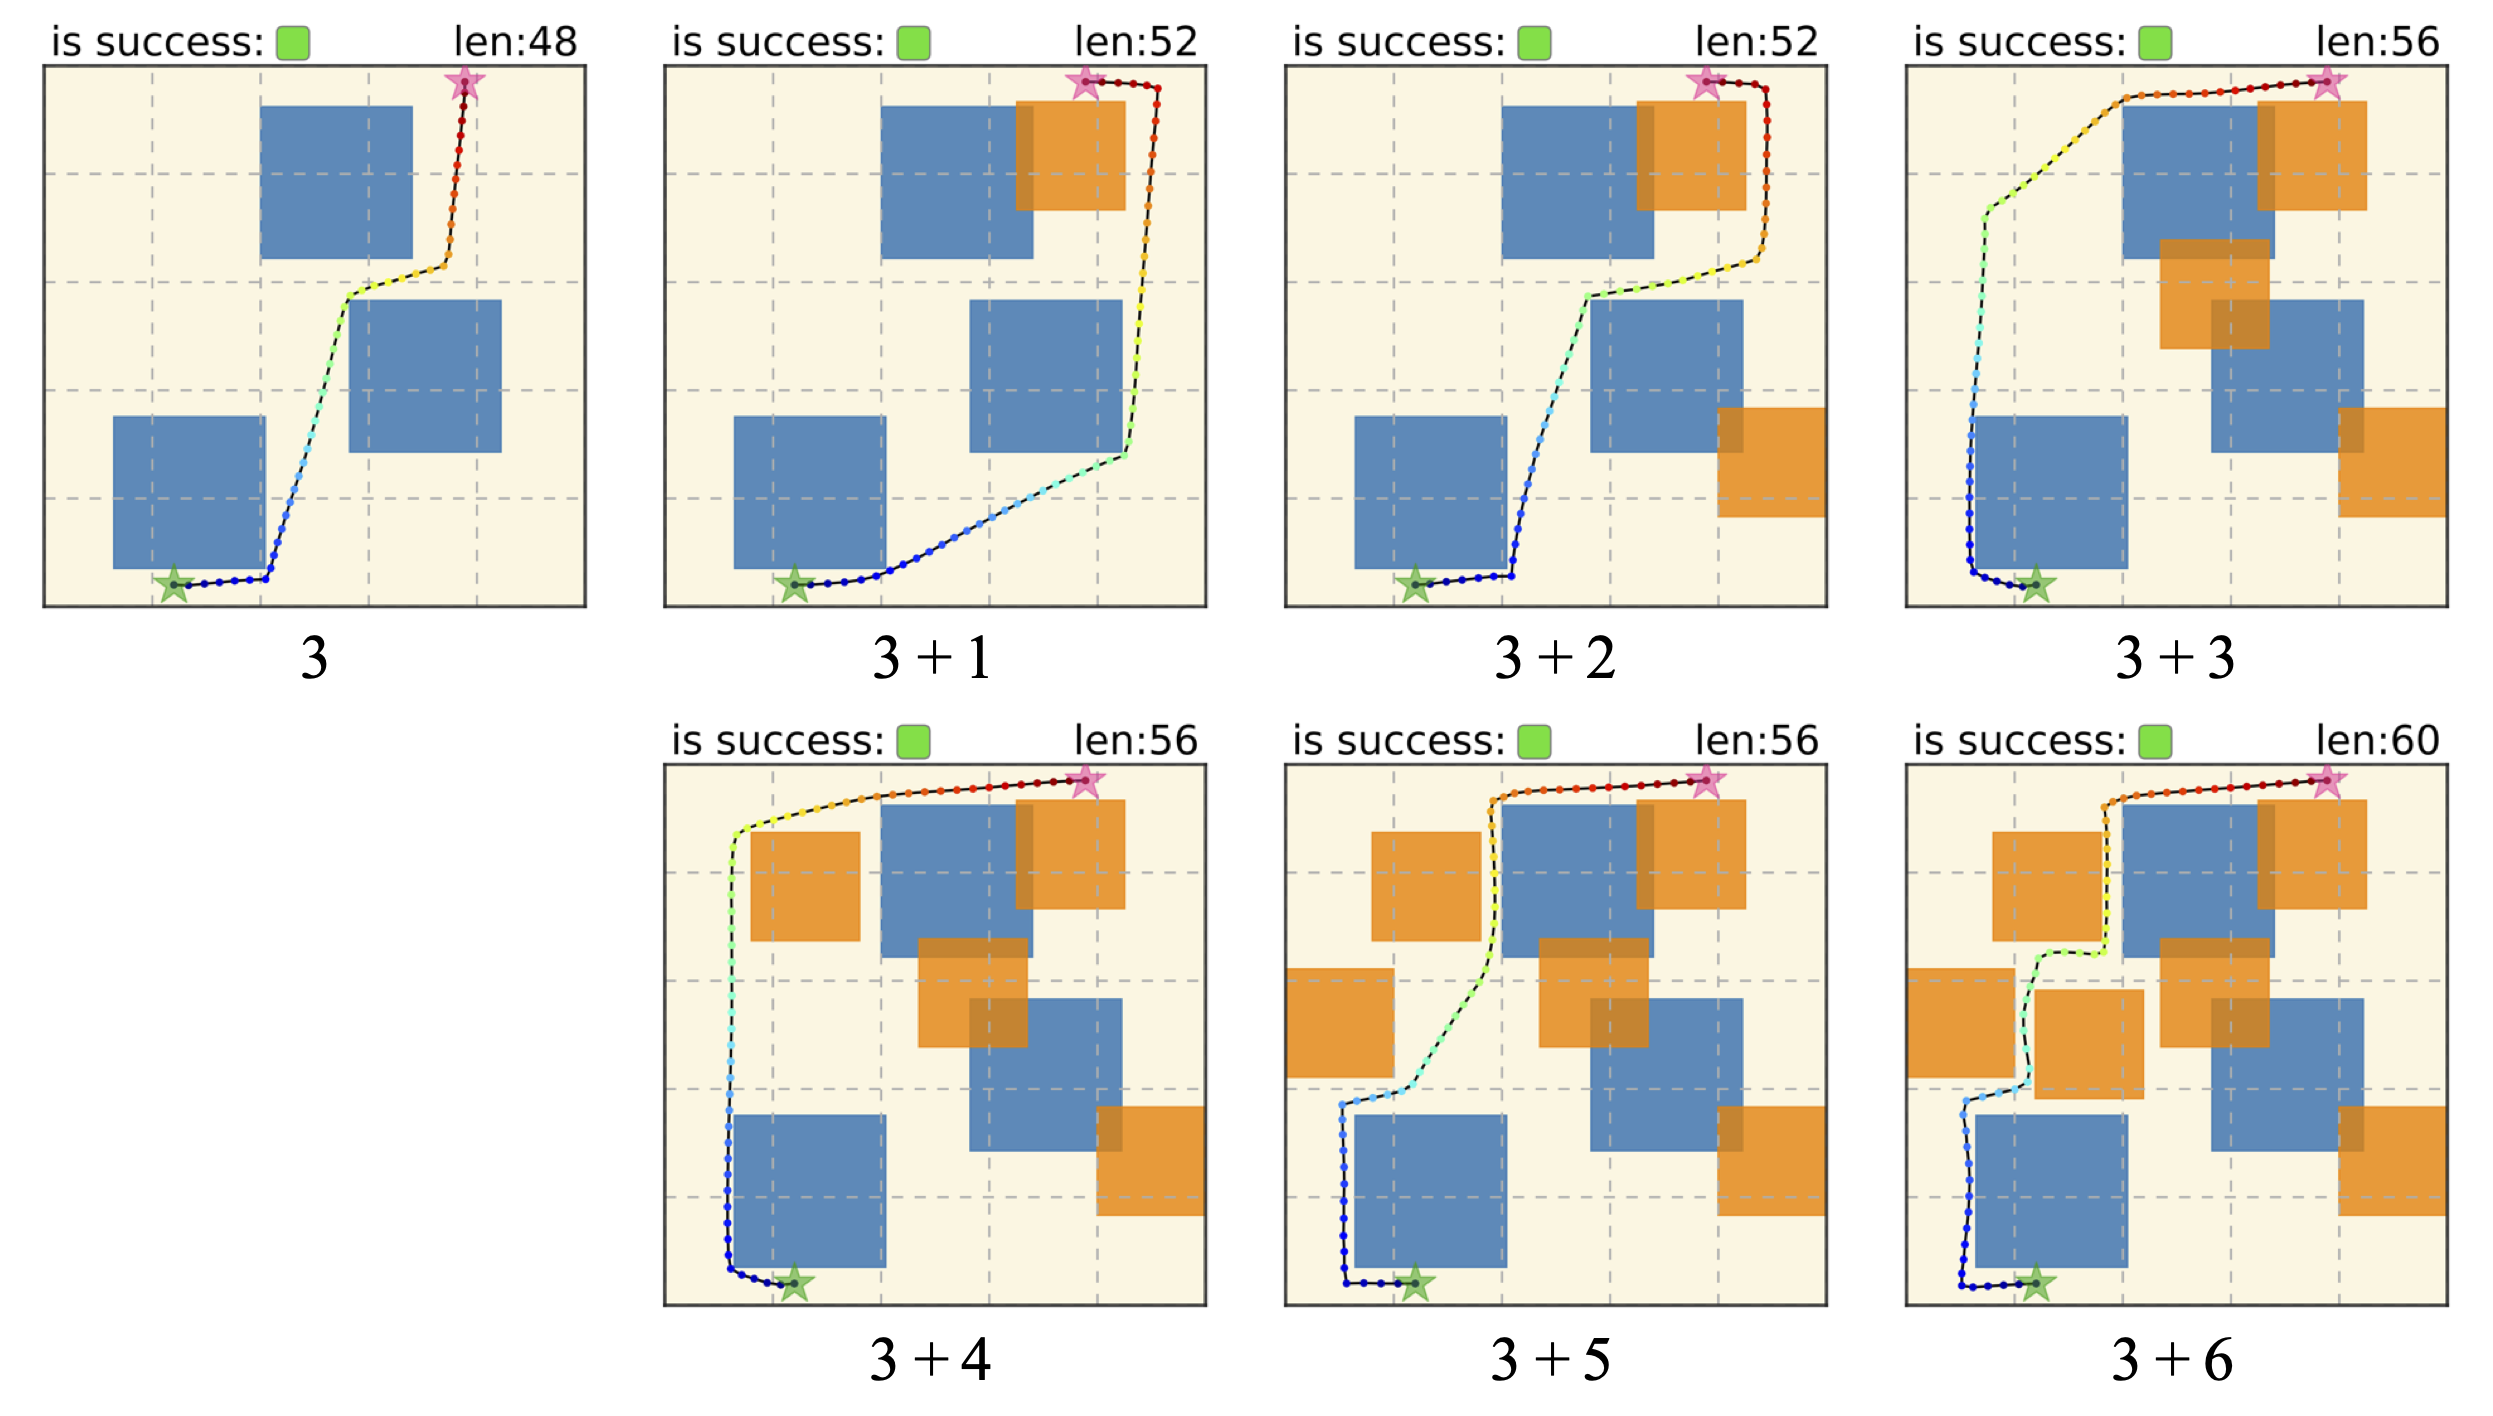 is success: len:48
is success: len:52
is success: len:52
is success: len:56
3
3 + 1
3 + 2
3 + 3
is success: len:56
is success: len:56
is success: len:60
3 + 4
3 + 5
3 + 6